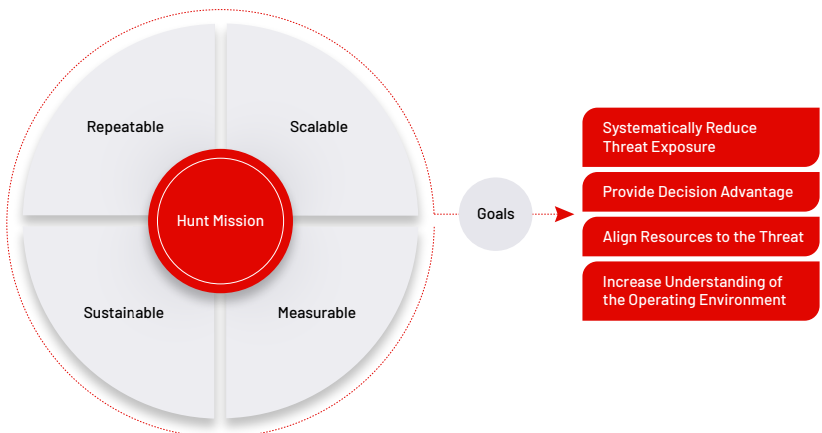 Repeatable
Scalable
Hunt Mission
Sustainable
Measurable
Goals
Systematically Reduce
Threat Exposure
Provide Decision Advantage
Align Resources to the Threat
Increase Understanding of
the Operating Environment